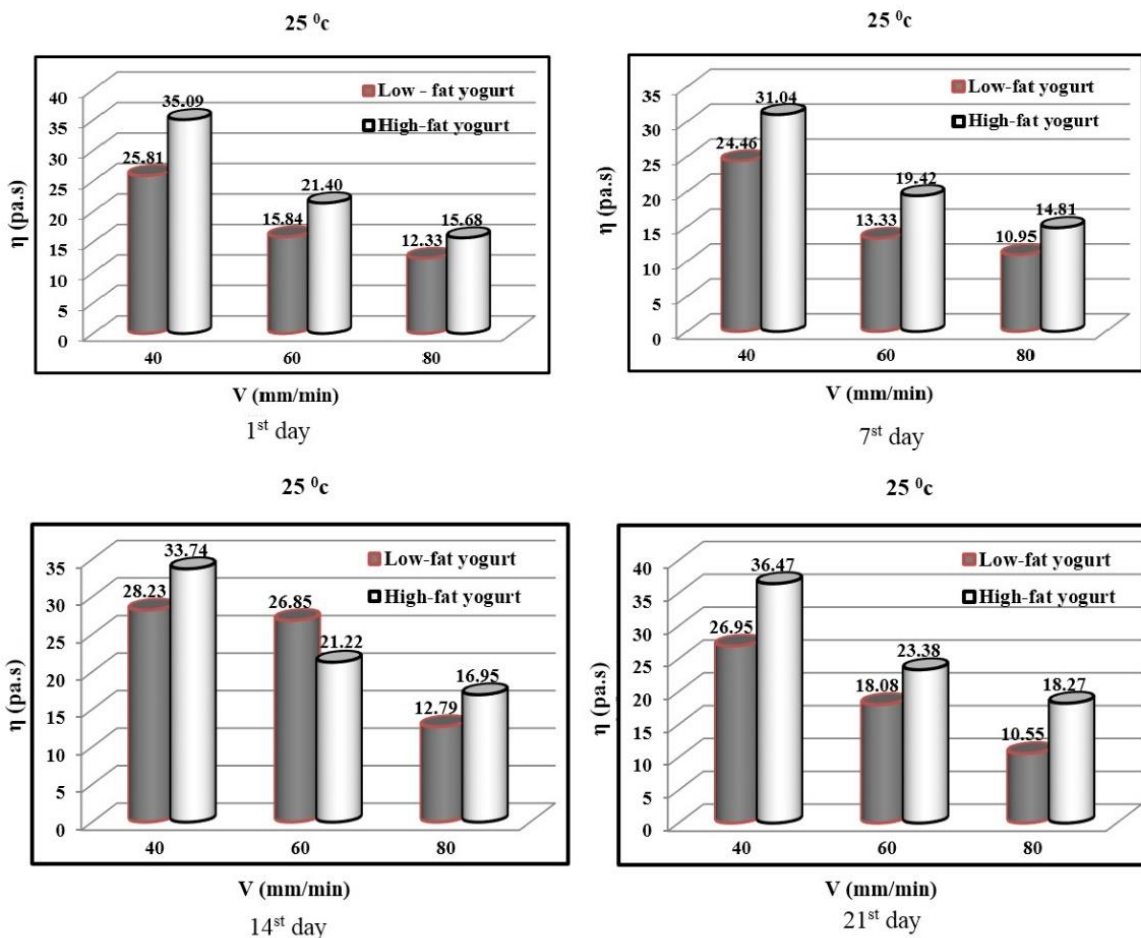 25 ⁰c
Low - fat yogurt
High-fat yogurt
η (pa.s)
40
35
30
25
20
15
10
5
0
25.81
35.09
15.84
21.40
12.33
15.68
40 60 80
V (mm/min)
1st day
25 ⁰c
Low-fat yogurt
High-fat yogurt
η (pa.s)
35
30
25
20
15
10
5
0
24.46
31.04
13.33
19.42
10.95
14.81
40 60 80
V (mm/min)
7st day
25 ⁰c
Low-fat yogurt
High-fat yogurt
η (pa.s)
35
30
25
20
15
10
5
0
28.23
33.74
26.85
21.22
12.79
16.95
40 60 80
V (mm/min)
14st day
25 ⁰c
Low-fat yogurt
High-fat yogurt
η (pa.s)
40
35
30
25
20
15
10
5
0
26.95
36.47
18.08
23.38
10.55
18.27
40 60 80
V (mm/min)
21st day